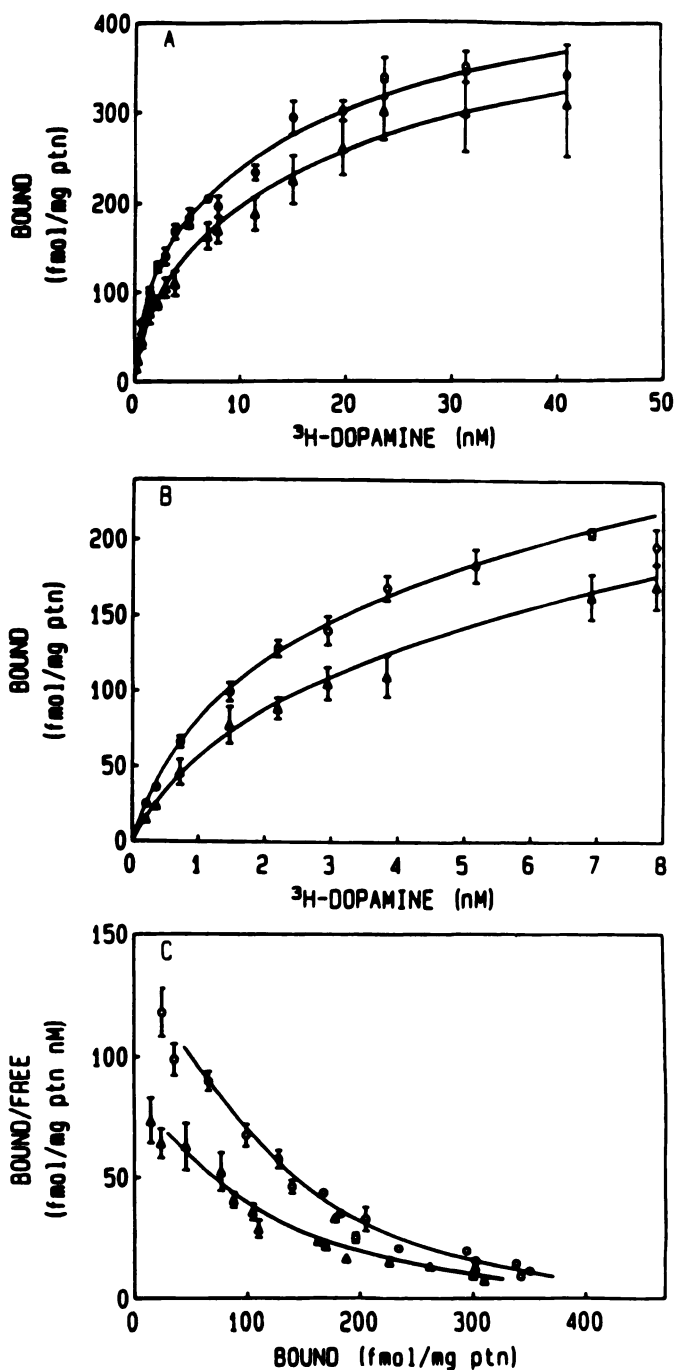 A
400
300
200
100
0
BOUND
(fmol/mg ptn)
0 10 20 30 40 50
³H-DOPAMINE (nM)
B
200
150
100
50
0
BOUND
(fmol/mg ptn)
0 1 2 3 4 5 6 7 8
³H-DOPAMINE (nM)
C
150
100
50
0
BOUND/FREE
(fmol/mg ptn nM)
0 100 200 300 400
BOUND (fmol/mg ptn)